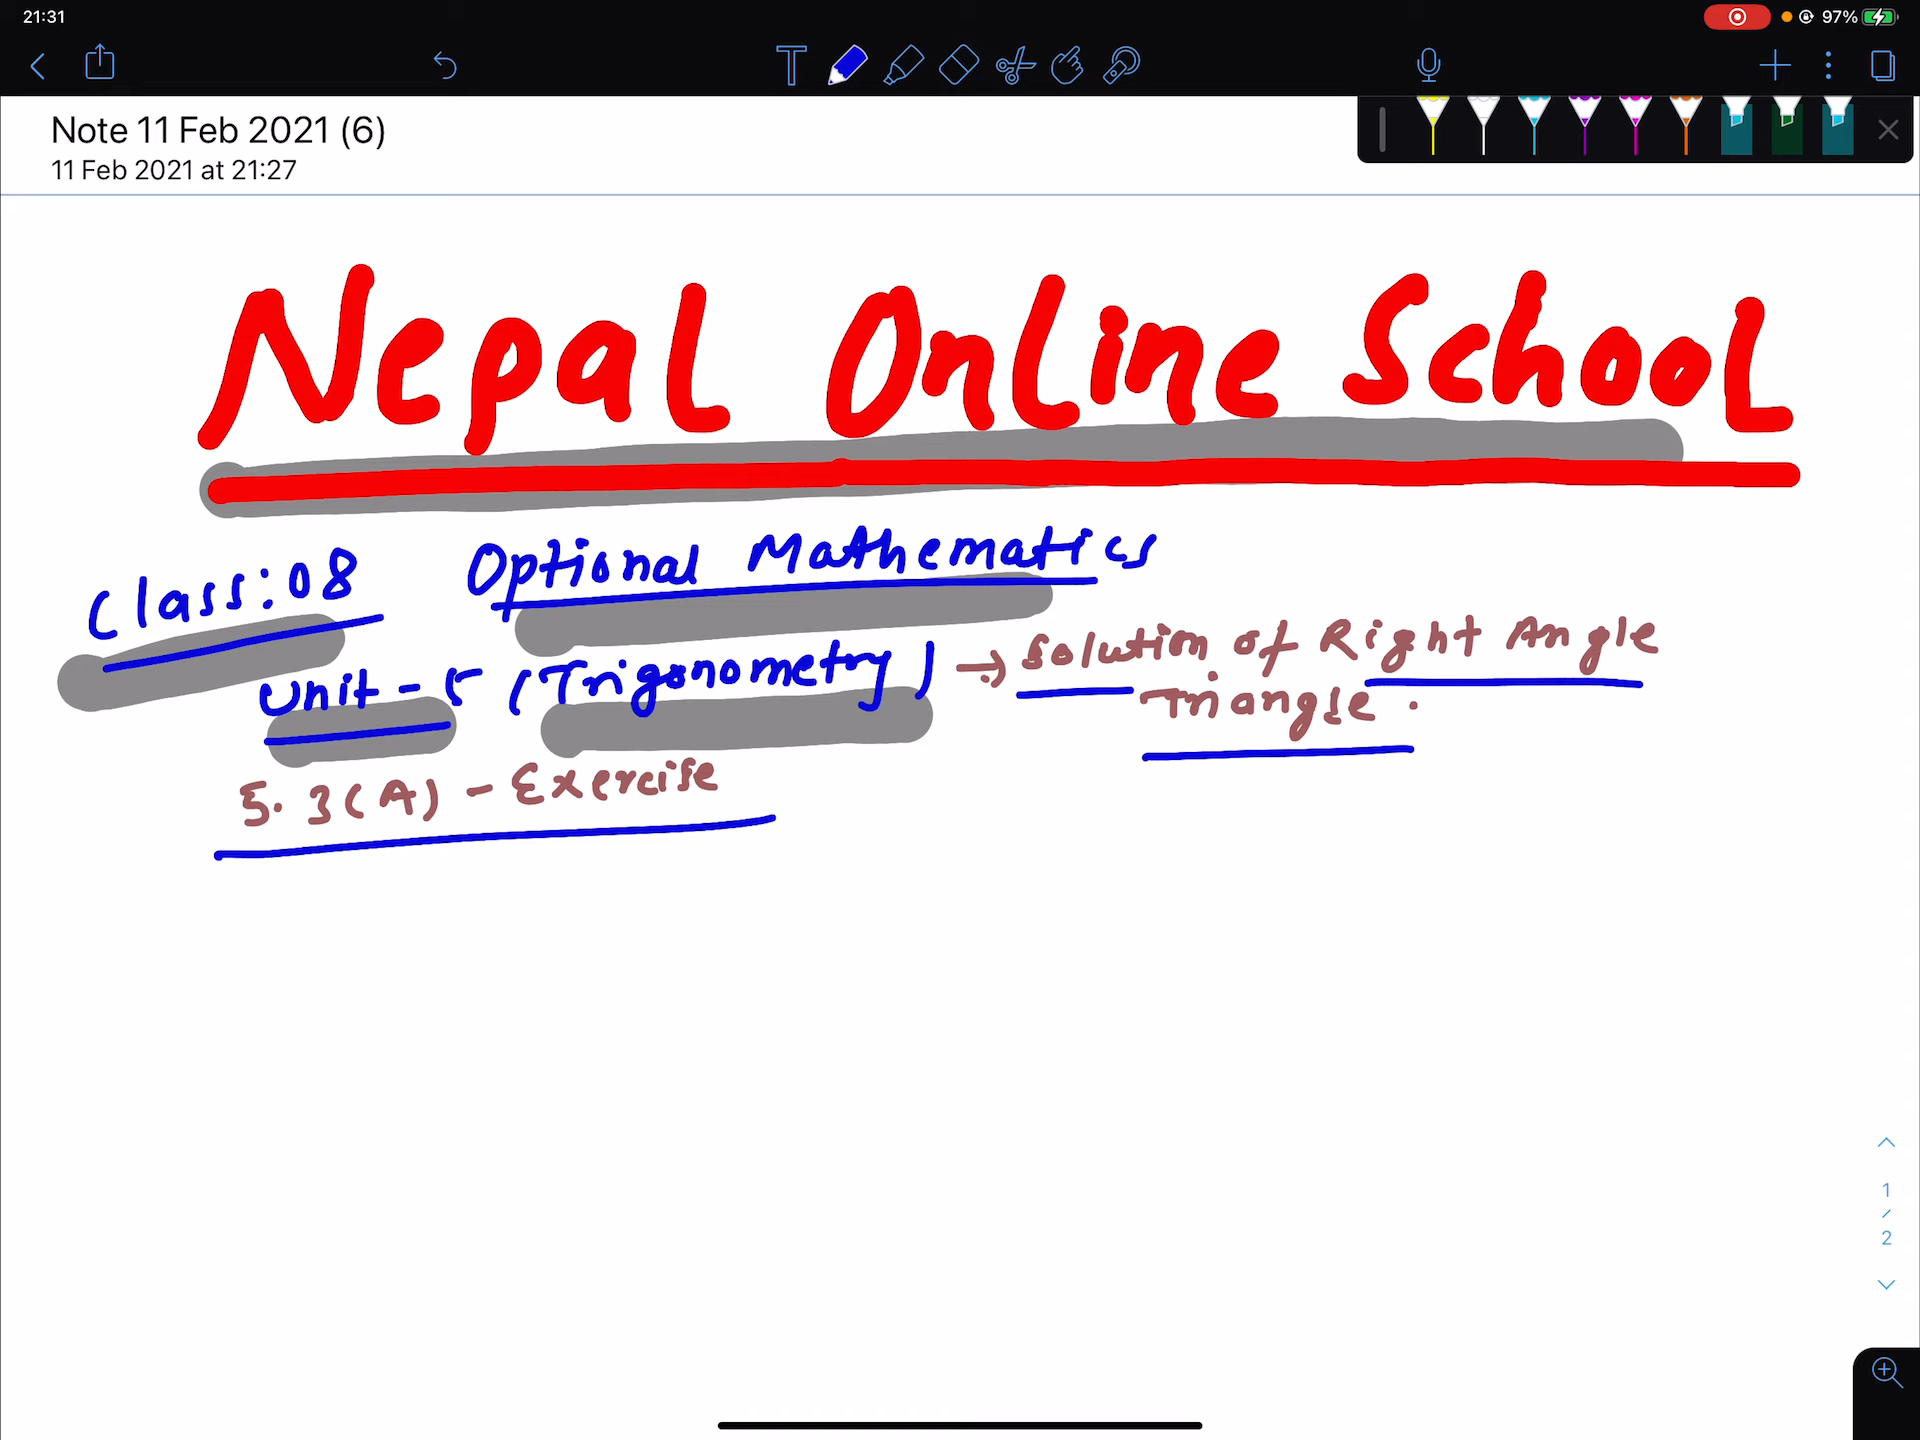 21:31
97%
Note 11 Feb 2021 (6)
11 Feb 2021 at 21:27
Nepal Online School
Class:08 Optional Mathematics
Unit-5 (Trigonometry) → Solution of Right Angle
Triangle.
5.3(A) - Exercise
1
/
2